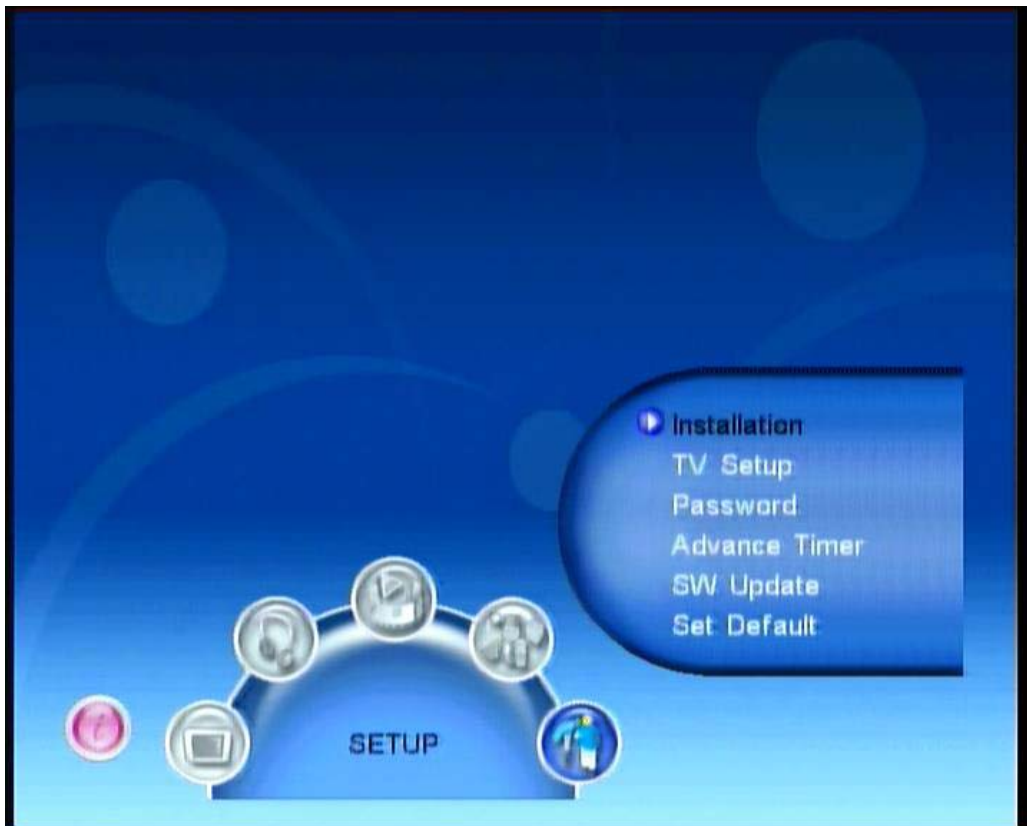 Installation
TV Setup
Password
Advance Timer
SW Update
Set Default
SETUP
i